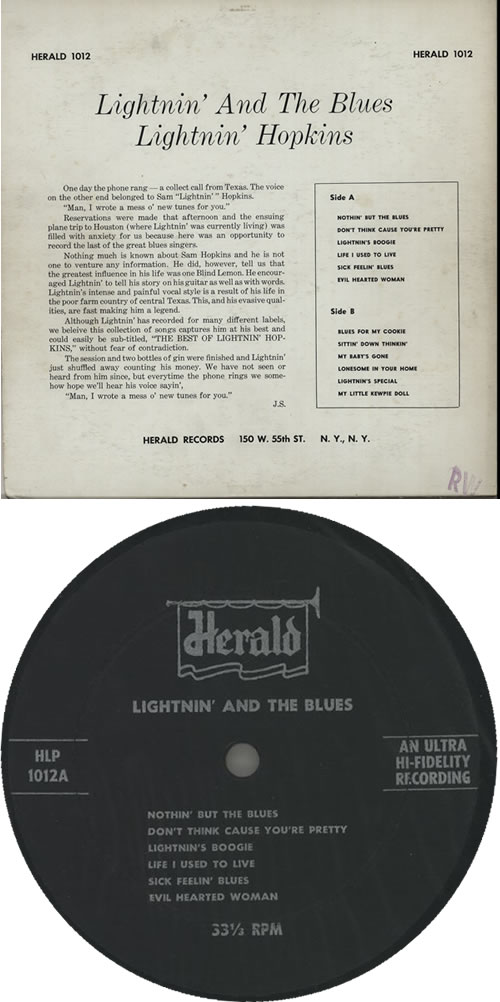 33⅓
HERALD 1012
HERALD 1012
Lightnin' And The Blues
Lightnin' Hopkins
One day the phone rang — a collect call from Texas. The voice
on the other end belonged to Sam "Lightnin' " Hopkins.
"Man, I wrote a mess o' new tunes for you."
Reservations were made that afternoon and the ensuing
plane trip to Houston (where Lightnin' was currently living) was
filled with anxiety for us because here was an opportunity to
record the last of the great blues singers.
Nothing much is known about Sam Hopkins and he is not
one to venture any information. He did, however, tell us that
the greatest influence in his life was one Blind Lemon. He encour-
aged Lightnin' to tell his story on his guitar as well as with words.
Lightnin's intense and painful vocal style is a result of his life in
the poor farm country of central Texas. This, and his evasive qual-
ities, are fast making him a legend.
Although Lightnin' has recorded for many different labels,
we beleive this collection of songs captures him at his best and
could easily be sub-titled, "THE BEST OF LIGHTNIN' HOP-
KINS," without fear of contradiction.
The session and two bottles of gin were finished and Lightnin'
just shuffled away counting his money. We have not seen or
heard from him since, but everytime the phone rings we some-
how hope we'll hear his voice sayin',
"Man, I wrote a mess o' new tunes for you."
J.S.
Side A
NOTHIN' BUT THE BLUES
DON'T THINK CAUSE YOU'RE PRETTY
LIGHTNIN'S BOOGIE
LIFE I USED TO LIVE
SICK FEELIN' BLUES
EVIL HEARTED WOMAN
Side B
BLUES FOR MY COOKIE
SITTIN' DOWN THINKIN'
MY BABY'S GONE
LONESOME IN YOUR HOME
LIGHTNIN'S SPECIAL
MY LITTLE KEWPIE DOLL
HERALD RECORDS 150 W. 55th ST. N. Y., N. Y.
RW
Herald
LIGHTNIN' AND THE BLUES
HLP
1012A
AN ULTRA
HI-FIDELITY
RECORDING
NOTHIN' BUT THE BLUES
DON'T THINK CAUSE YOU'RE PRETTY
LIGHTNIN'S BOOGIE
LIFE I USED TO LIVE
SICK FEELIN' BLUES
EVIL HEARTED WOMAN
33⅓ RPM